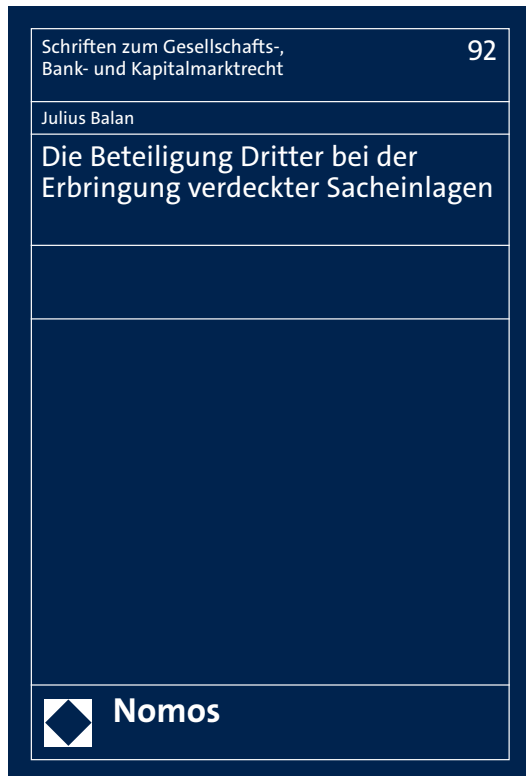 Schriften zum Gesellschafts-,
Bank- und Kapitalmarktrecht
92
Julius Balan
Die Beteiligung Dritter bei der
Erbringung verdeckter Sacheinlagen
Nomos